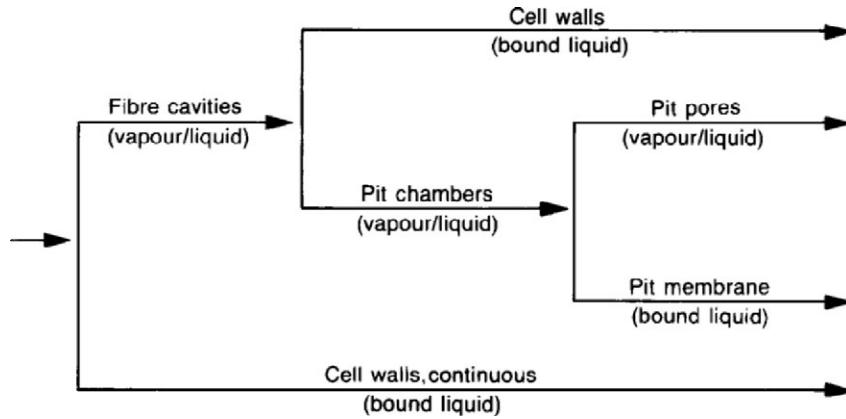 Cell walls
(bound liquid)
Fibre cavities
(vapour/liquid)
Pit pores
(vapour/liquid)
Pit chambers
(vapour/liquid)
Pit membrane
(bound liquid)
Cell walls,continuous
(bound liquid)